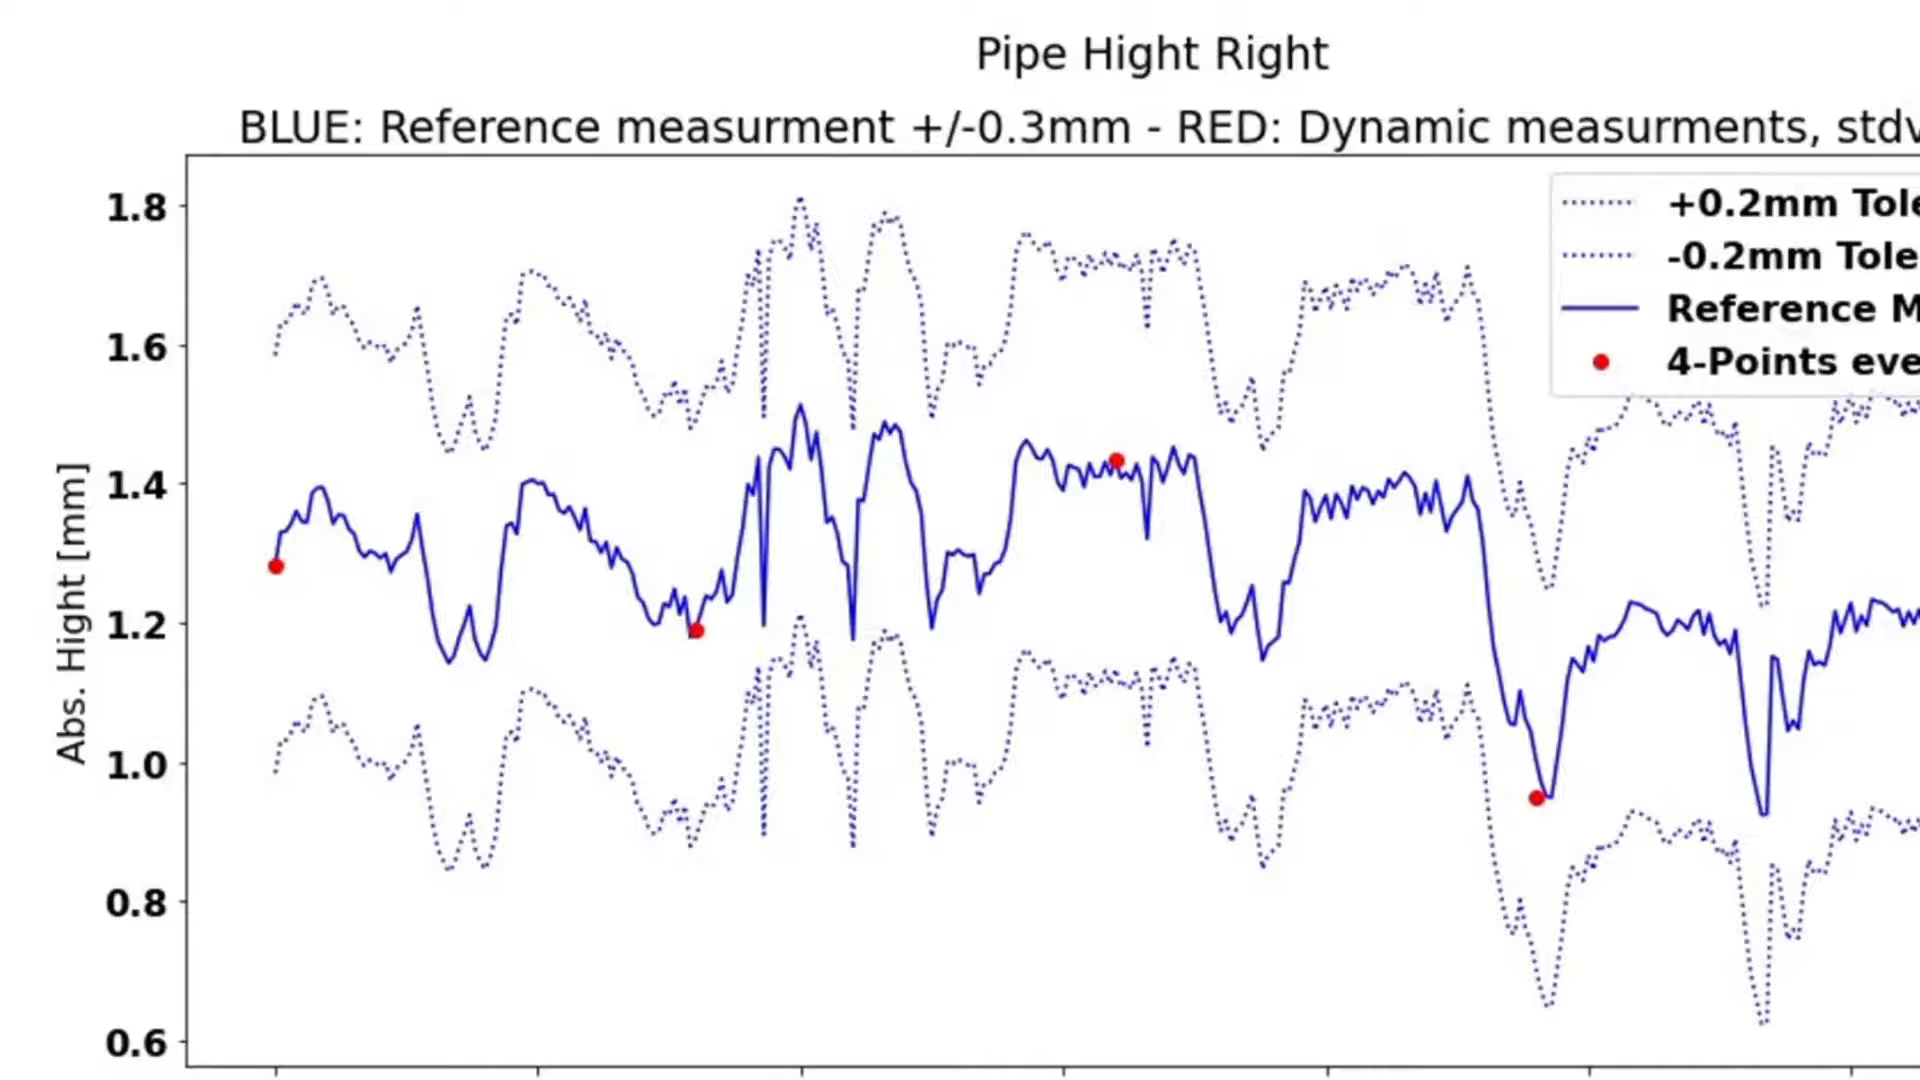 Pipe Hight Right
BLUE: Reference measurment +/-0.3mm - RED: Dynamic measurments, stdv
+0.2mm Tole
-0.2mm Tole
Reference M
4-Points eve
Abs. Hight [mm]
1.8
1.6
1.4
1.2
1.0
0.8
0.6